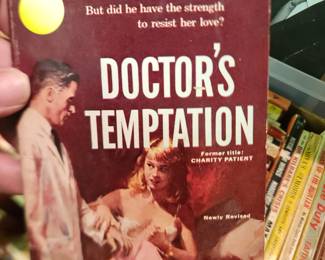 But did he have the strength
to resist her love?
DOCTOR'S
TEMPTATION
Former title:
CHARITY PATIENT
Newly Revised